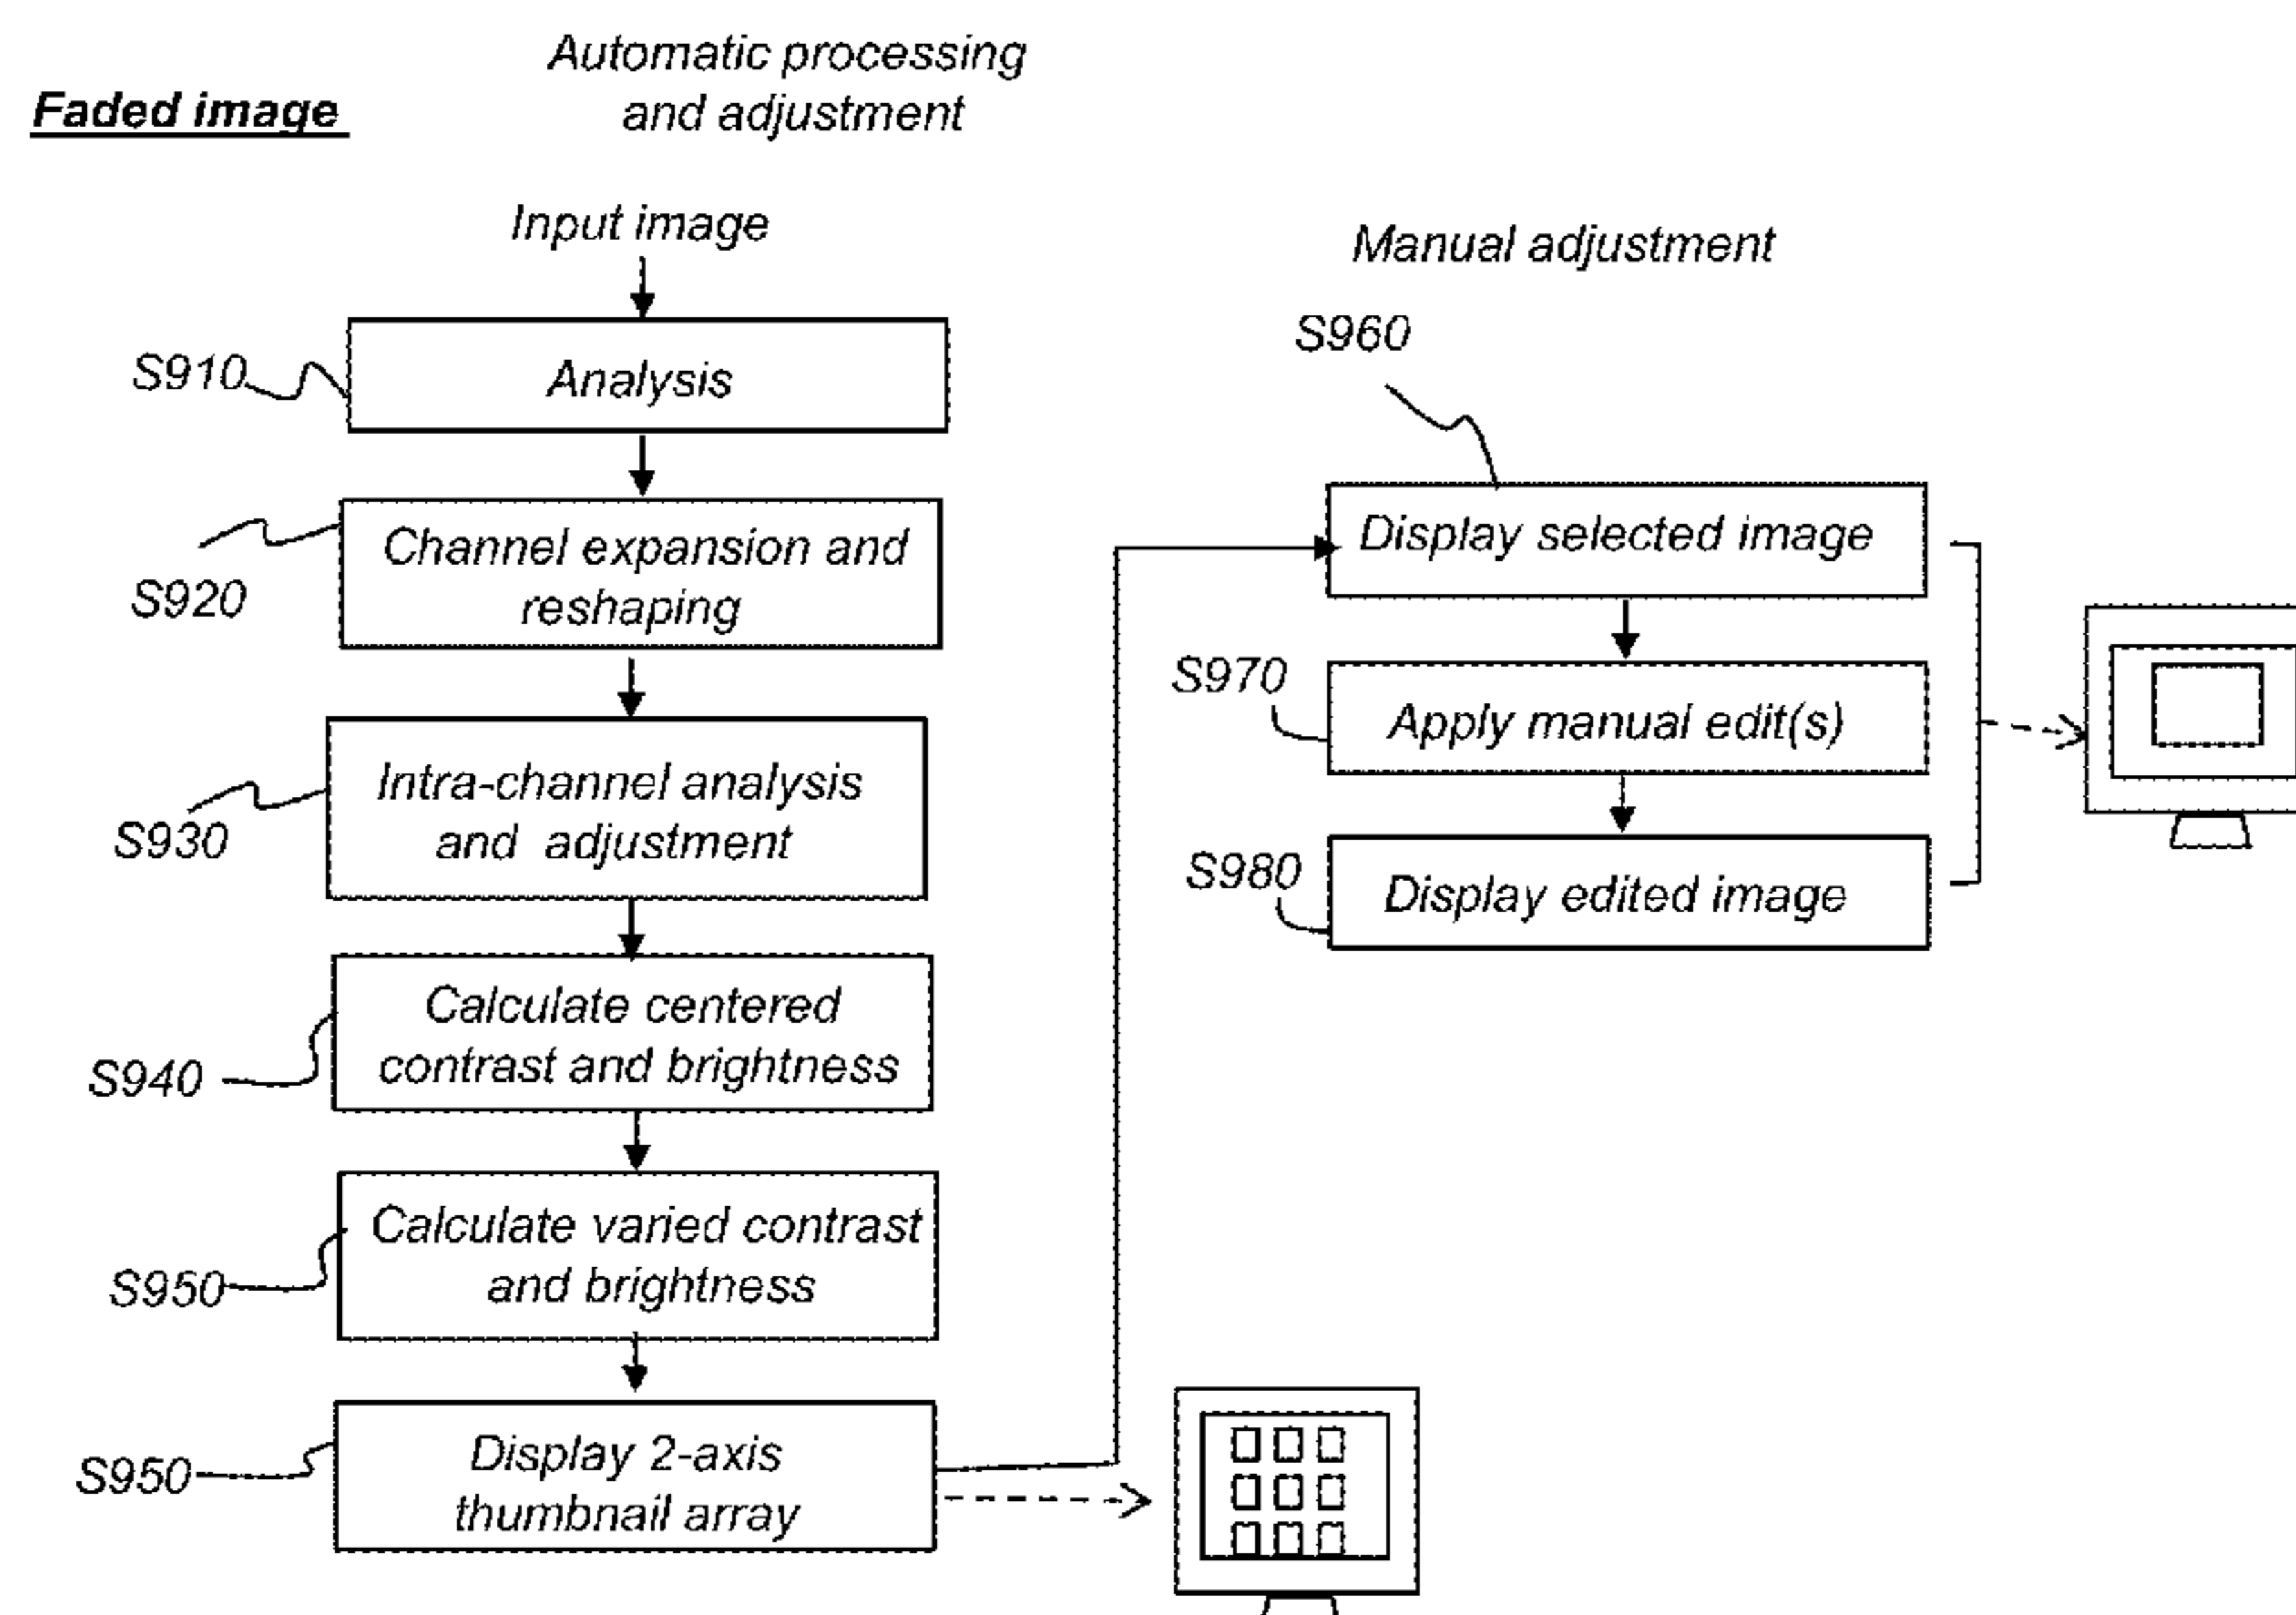 Faded image
Automatic processing
and adjustment
Input image
S910
Analysis
S920
Channel expansion and
reshaping
S930
Intra-channel analysis
and adjustment
S940
Calculate centered
contrast and brightness
S950
Calculate varied contrast
and brightness
S950
Display 2-axis
thumbnail array
Manual adjustment
S960
Display selected image
S970
Apply manual edit(s)
S980
Display edited image